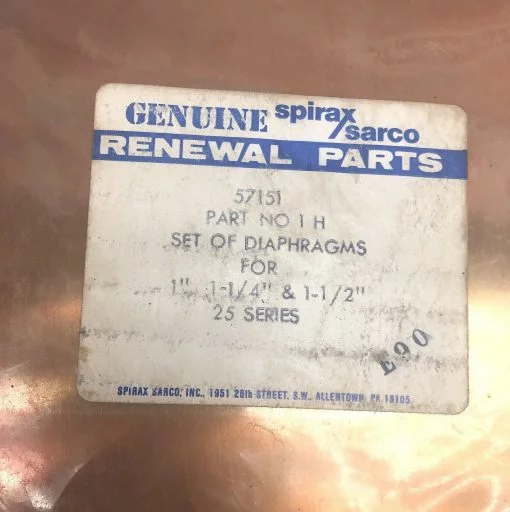 GENUINE spirax/sarco
RENEWAL PARTS
57151
PART NO 1 H
SET OF DIAPHRAGMS
FOR
1" 1-1/4" & 1-1/2"
25 SERIES
E90
SPIRAX SARCO, INC., 1951 26th STREET, S.W., ALLENTOWN, PA 18105